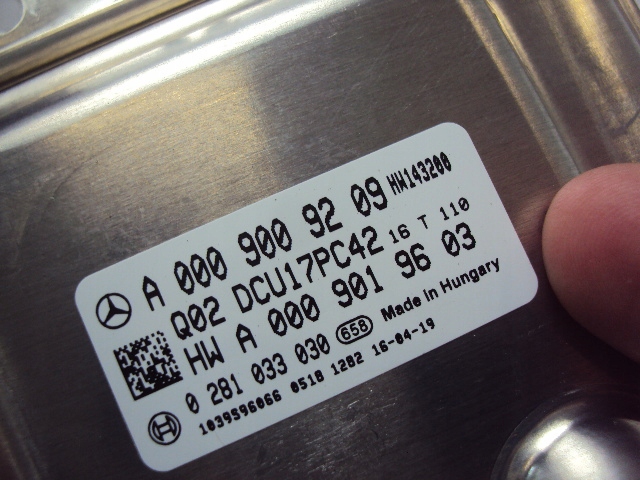 A 000 900 92 09 HW143200
Q02 DCU17PC42 16 T 110
HW A 000 901 96 03
0 281 033 030 658 Made in Hungary
1039S96066 0518 1282 16-04-19